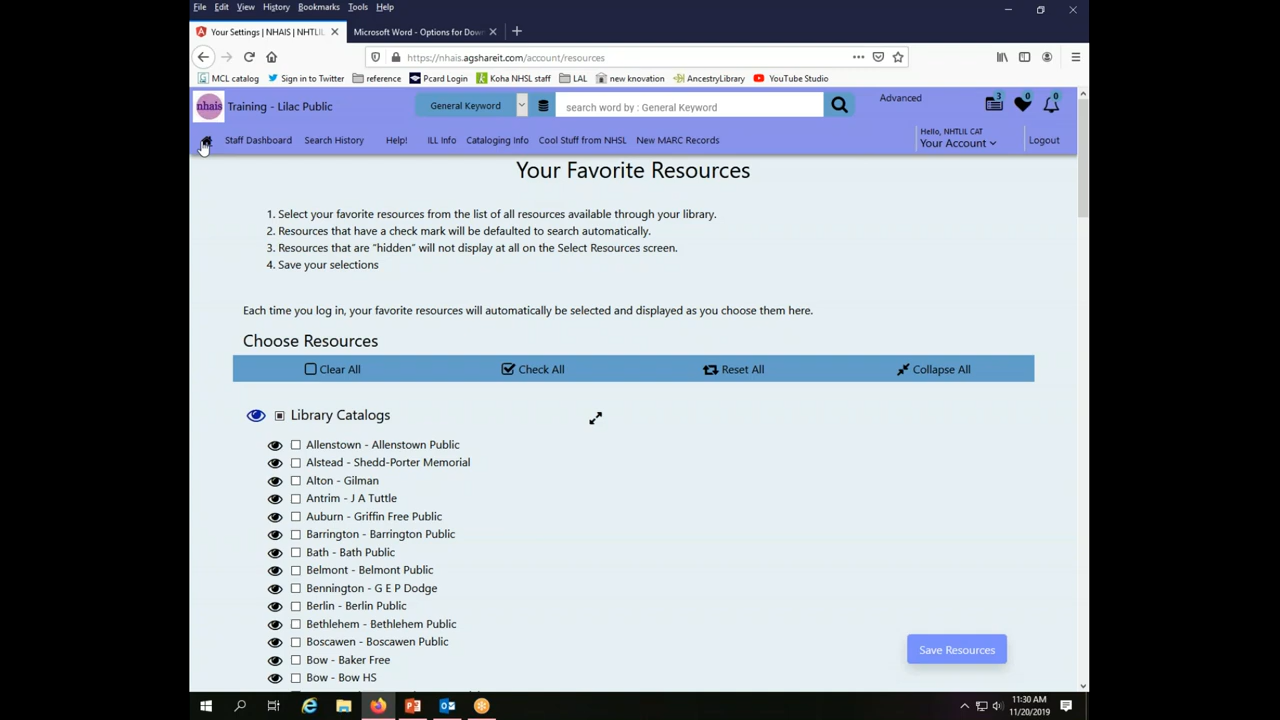 File Edit View History Bookmarks Tools Help
Your Settings | NHAIS | NHTLIL
Microsoft Word - Options for Dow
https://nhais.agshareit.com/account/resources
MCL catalog Sign in to Twitter reference Pcard Login Koha NHSL staff LAL new knovation AncestryLibrary YouTube Studio
nhais Training - Lilac Public General Keyword search word by : General Keyword Advanced 3 0 0
Staff Dashboard Search History Help! ILL Info Cataloging Info Cool Stuff from NHSL New MARC Records Hello, NHTLIL CAT Logout
Your Account
Your Favorite Resources
1. Select your favorite resources from the list of all resources available through your library.
2. Resources that have a check mark will be defaulted to search automatically.
3. Resources that are "hidden" will not display at all on the Select Resources screen.
4. Save your selections
Each time you log in, your favorite resources will automatically be selected and displayed as you choose them here.
Choose Resources
Clear All Check All Reset All Collapse All
Library Catalogs
Allenstown - Allenstown Public
Alstead - Shedd-Porter Memorial
Alton - Gilman
Antrim - J A Tuttle
Auburn - Griffin Free Public
Barrington - Barrington Public
Bath - Bath Public
Belmont - Belmont Public
Bennington - G E P Dodge
Berlin - Berlin Public
Bethlehem - Bethlehem Public
Boscawen - Boscawen Public
Bow - Baker Free
Bow - Bow HS
Save Resources
11:30 AM
11/20/2019